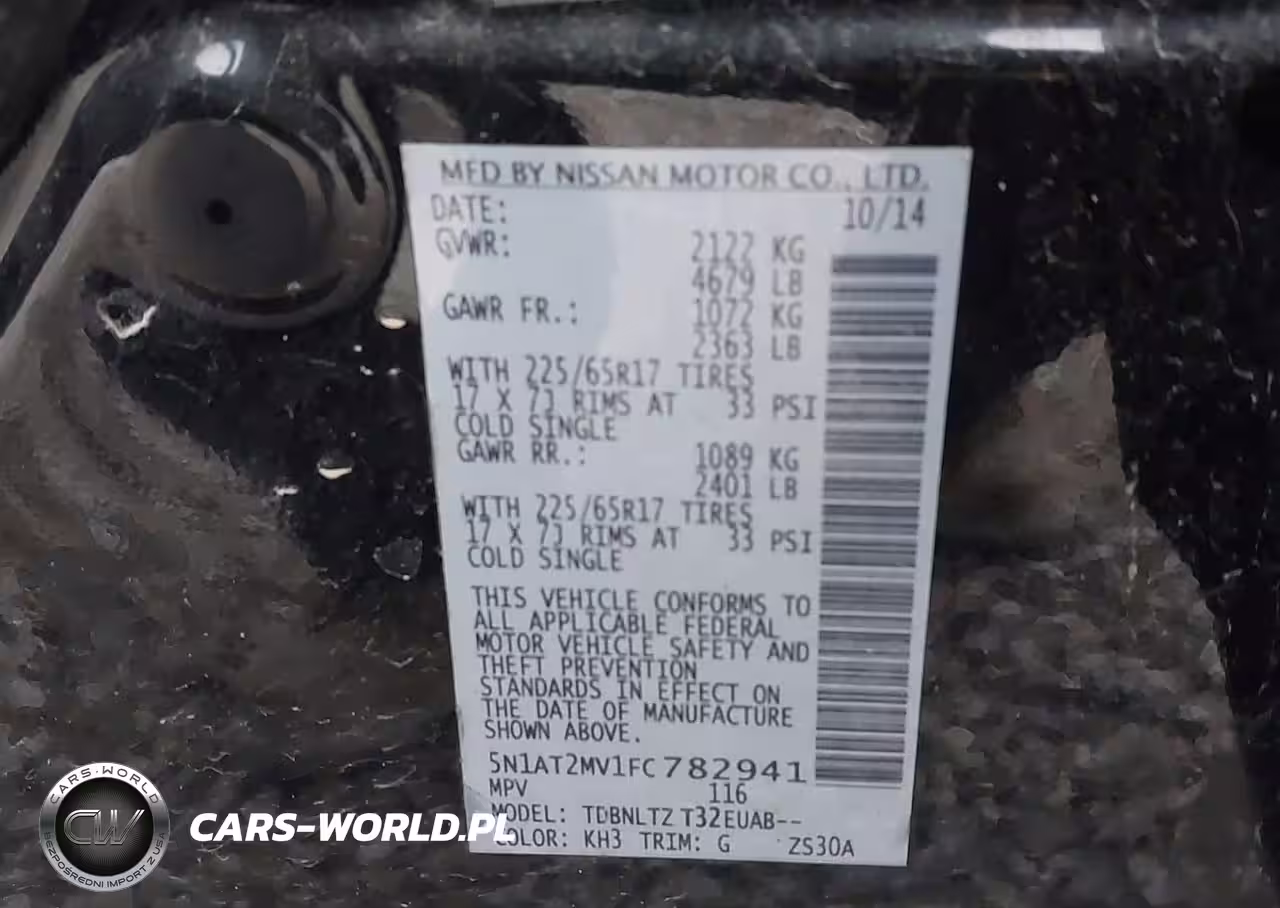 MFD BY NISSAN MOTOR CO., LTD.
DATE: 10/14
GVWR: 2122 KG
4679 LB
GAWR FR.: 1072 KG
2363 LB
WITH 225/65R17 TIRES
17 X 7J RIMS AT 33 PSI
COLD SINGLE
GAWR RR.: 1089 KG
2401 LB
WITH 225/65R17 TIRES
17 X 7J RIMS AT 33 PSI
COLD SINGLE
THIS VEHICLE CONFORMS TO
ALL APPLICABLE FEDERAL
MOTOR VEHICLE SAFETY AND
THEFT PREVENTION
STANDARDS IN EFFECT ON
THE DATE OF MANUFACTURE
SHOWN ABOVE.
5N1AT2MV1FC782941
MPV 116
MODEL: TDBNLTZ T32EUAB--
COLOR: KH3 TRIM: G ZS30A
CARS-WORLD
CW
BEZPOŚREDNI IMPORT Z USA
CARS-WORLD.PL